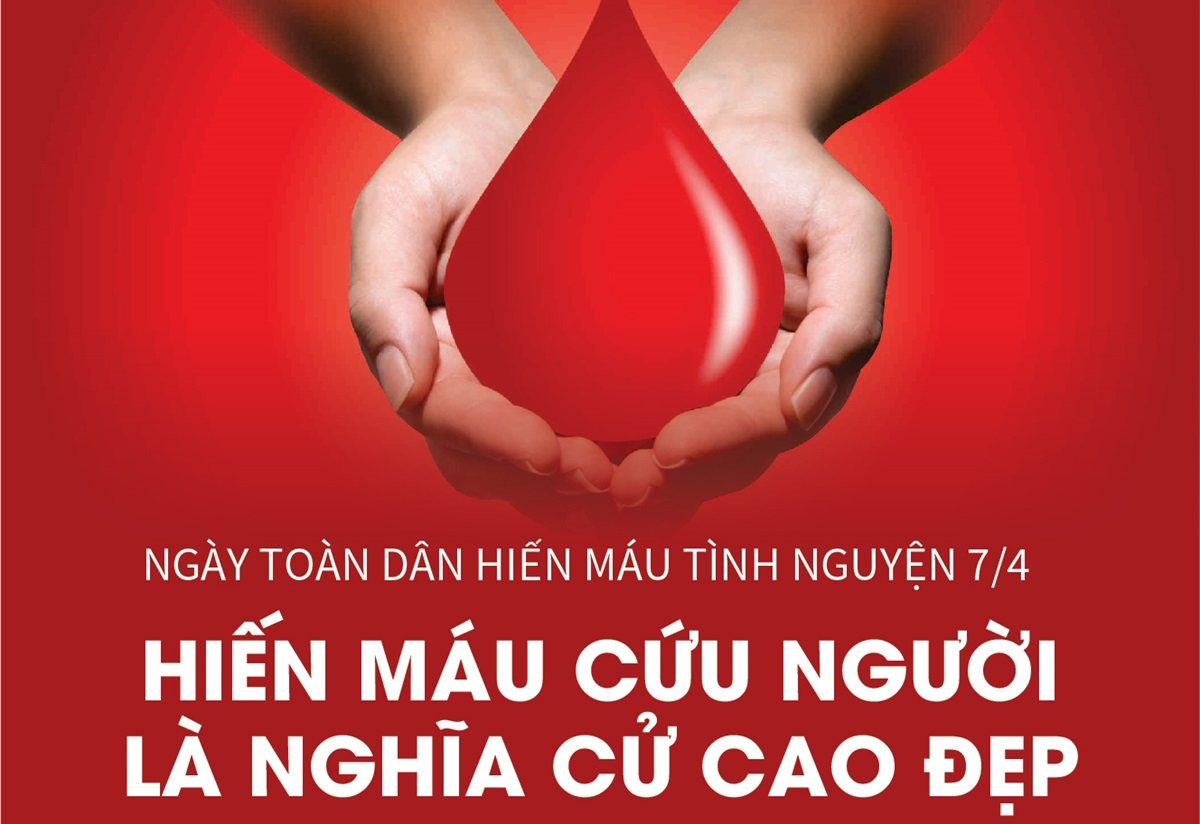 NGÀY TOÀN DÂN HIẾN MÁU TÌNH NGUYỆN 7/4
HIẾN MÁU CỨU NGƯỜI
LÀ NGHĨA CỬ CAO ĐẸP